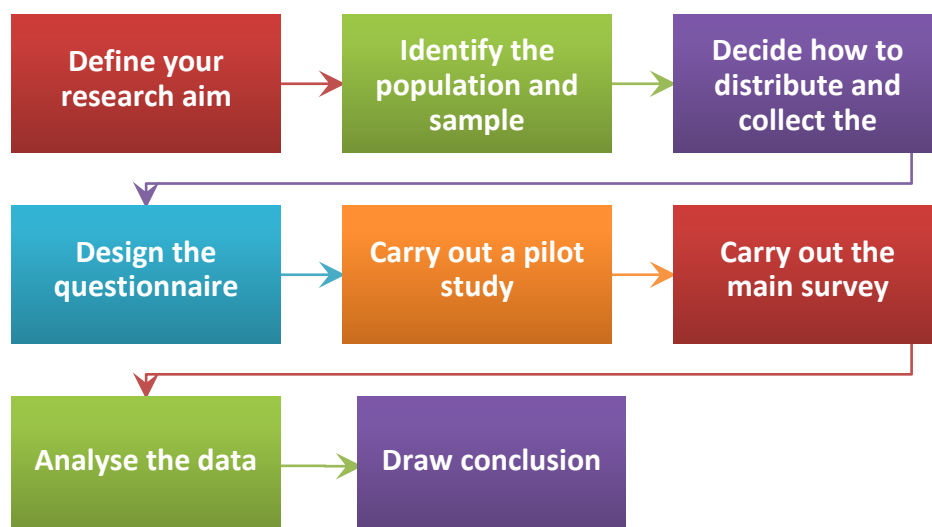 Define your
research aim
Identify the
population and
sample
Decide how to
distribute and
collect the
Design the
questionnaire
Carry out a pilot
study
Carry out the
main survey
Analyse the data
Draw conclusion